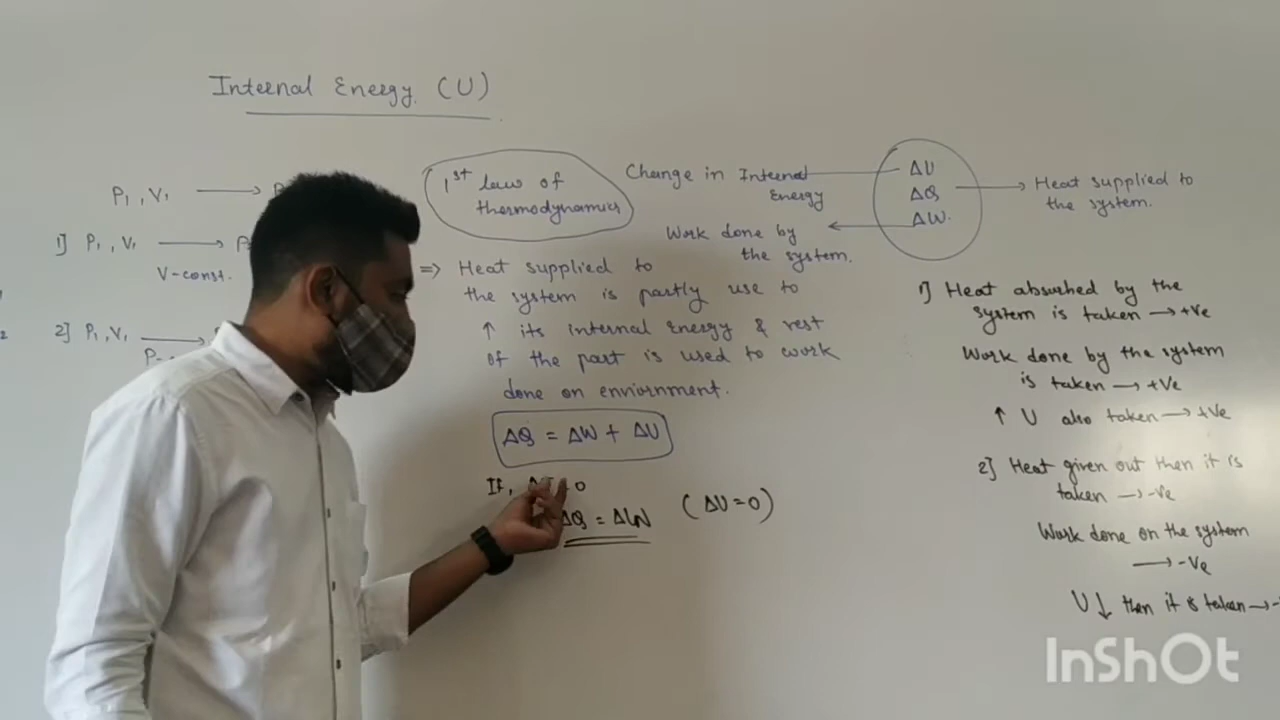 Internal Energy (U)
P₁, V₁ ⟶
1] P₁, V₁ ⟶ P
V-const.
2] P₁, V₁ ⟶
1st law of
thermodynamics
Change in Internal
Energy
Work done by
the system.
ΔU
ΔQ
ΔW.
Heat supplied to
the system.
=> Heat supplied to
the system is partly use to
↑ its internal energy & rest
of the part is used to work
done on enviornment.
ΔQ = ΔW + ΔU
If, 0
ΔQ = ΔW (ΔU = 0)
1] Heat absorbed by the
system is taken → +ve
Work done by the system
is taken → +ve
↑ U also taken → +ve
2] Heat given out then it is
taken → -ve
Work done on the system
→ -ve
U ↓ then it is taken → -
InShOt